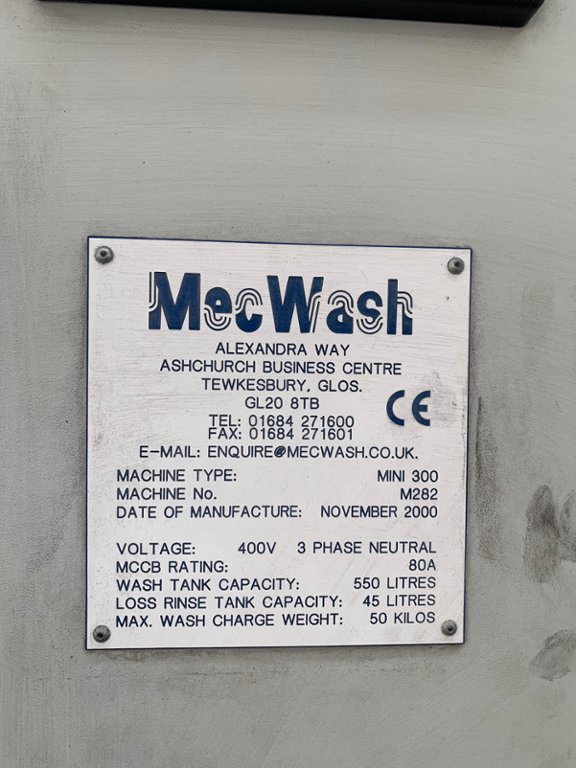 MecWash
ALEXANDRA WAY
ASHCHURCH BUSINESS CENTRE
TEWKESBURY, GLOS.
GL20 8TB
TEL: 01684 271600
FAX: 01684 271601
E-MAIL: ENQUIRE@MECWASH.CO.UK.
CE
MACHINE TYPE: MINI 300
MACHINE No. M282
DATE OF MANUFACTURE: NOVEMBER 2000
VOLTAGE: 400V 3 PHASE NEUTRAL
MCCB RATING: 80A
WASH TANK CAPACITY: 550 LITRES
LOSS RINSE TANK CAPACITY: 45 LITRES
MAX. WASH CHARGE WEIGHT: 50 KILOS